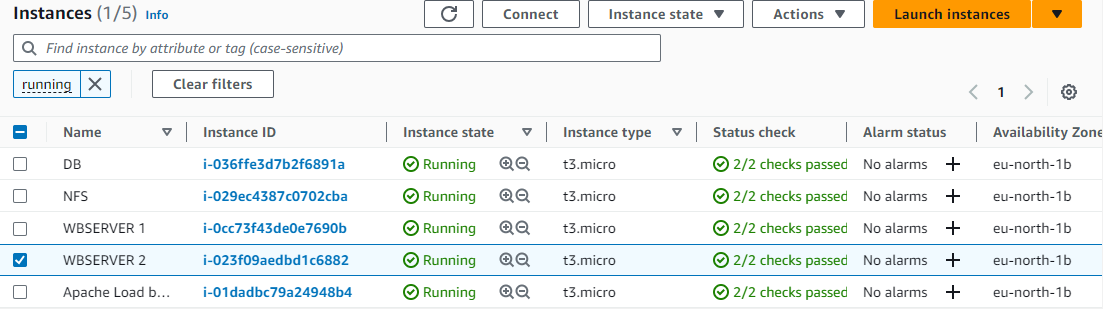 Instances (1/5) Info Connect Instance state Actions Launch instances
Find instance by attribute or tag (case-sensitive)
running Clear filters
1
Name Instance ID Instance state Instance type Status check Alarm status Availability Zone
DB i-036ffe3d7b2f6891a Running t3.micro 2/2 checks passed No alarms eu-north-1b
NFS i-029ec4387c0702cba Running t3.micro 2/2 checks passed No alarms eu-north-1b
WBSERVER 1 i-0cc73f43de0e7690b Running t3.micro 2/2 checks passed No alarms eu-north-1b
WBSERVER 2 i-023f09aedbd1c6882 Running t3.micro 2/2 checks passed No alarms eu-north-1b
Apache Load b... i-01dadbc79a24948b4 Running t3.micro 2/2 checks passed No alarms eu-north-1b